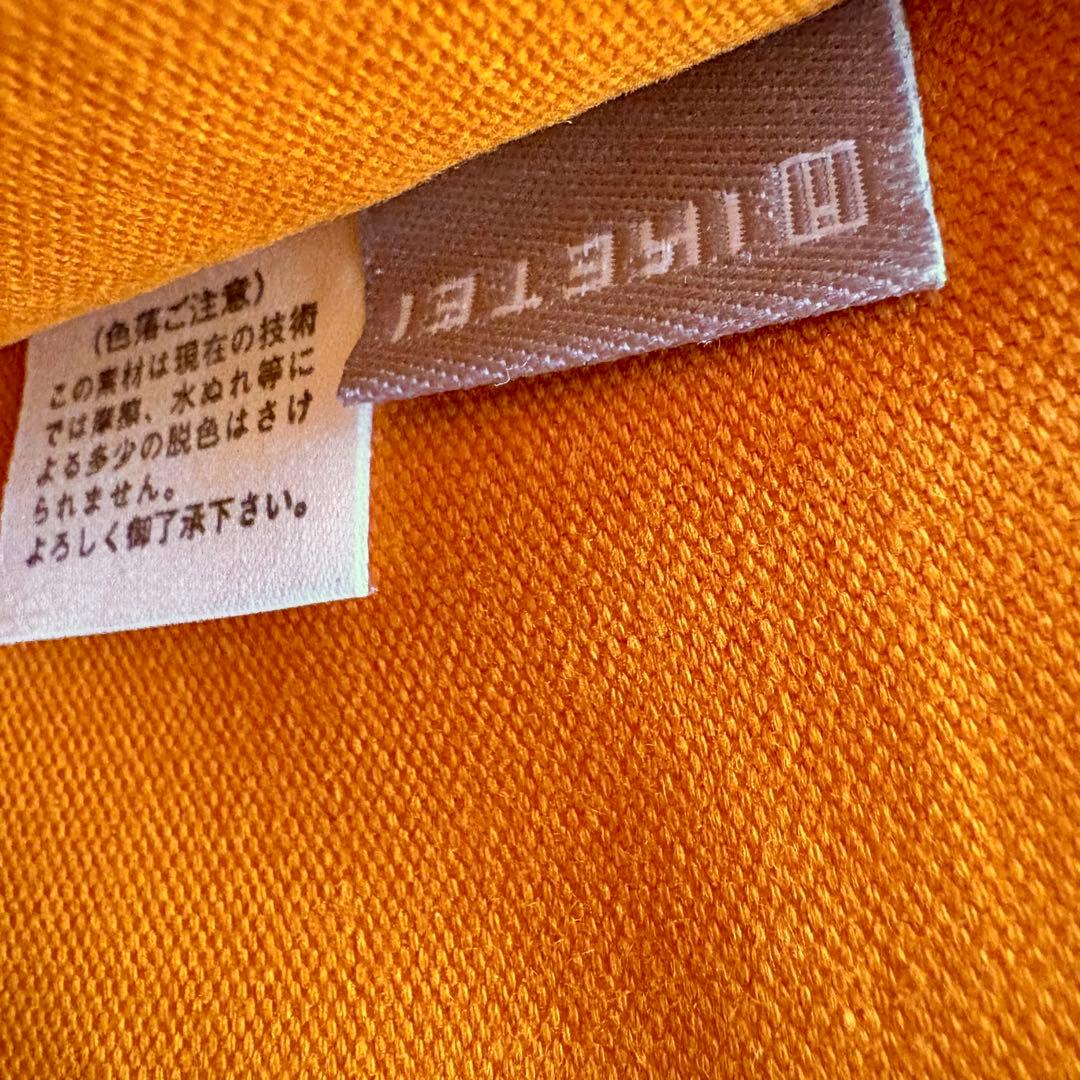 (色落ご注意)
この素材は現在の技術
では摩擦、水ぬれ等に
よる多少の脱色はさけ
られません。
よろしく御了承下さい。
IKETEI